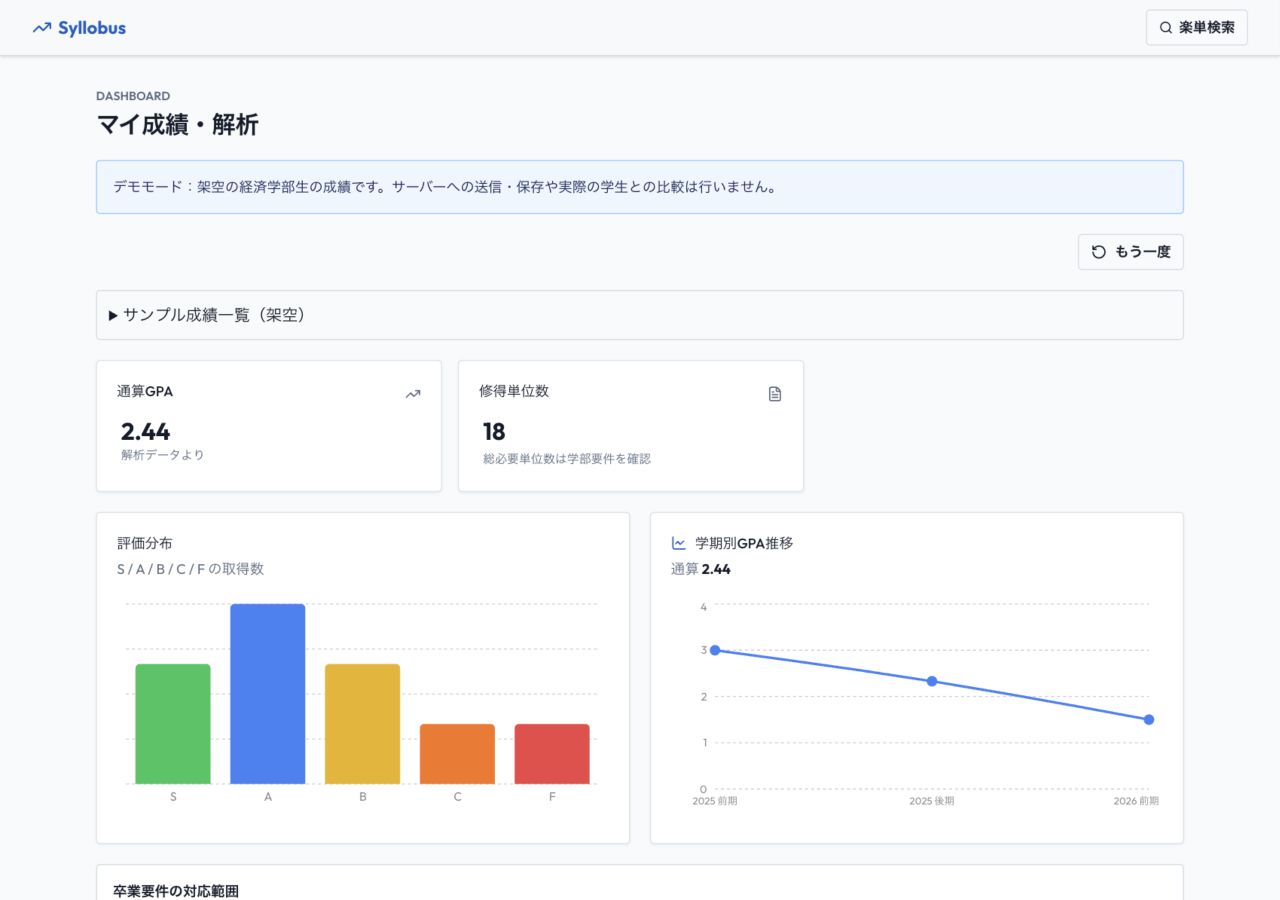 Syllobus
楽単検索
DASHBOARD
マイ成績・解析
デモモード：架空の経済学部生の成績です。サーバーへの送信・保存や実際の学生との比較は行いません。
もう一度
▶ サンプル成績一覧（架空）
通算GPA
2.44
解析データより
修得単位数
18
総必要単位数は学部要件を確認
評価分布
S / A / B / C / F の取得数
S A B C F
学期別GPA推移
通算 2.44
4
3
2
1
0
2025 前期 2025 後期 2026 前期
卒業要件の対応範囲